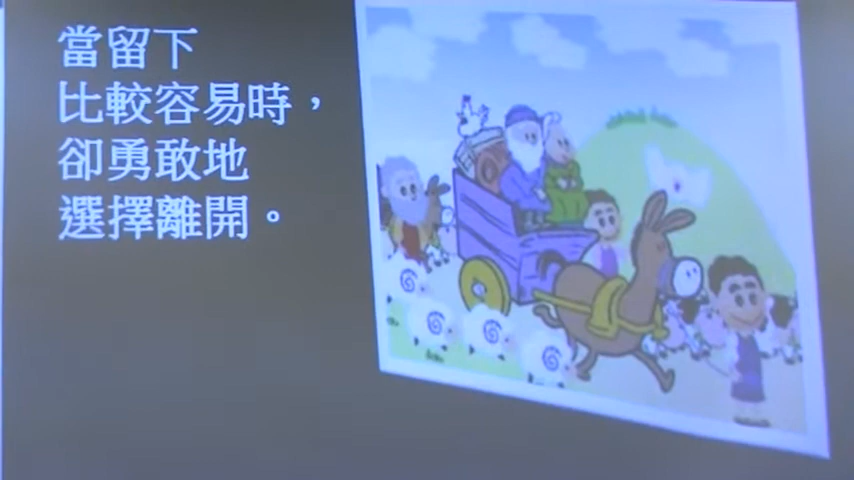 當留下
比較容易時，
卻勇敢地
選擇離開。